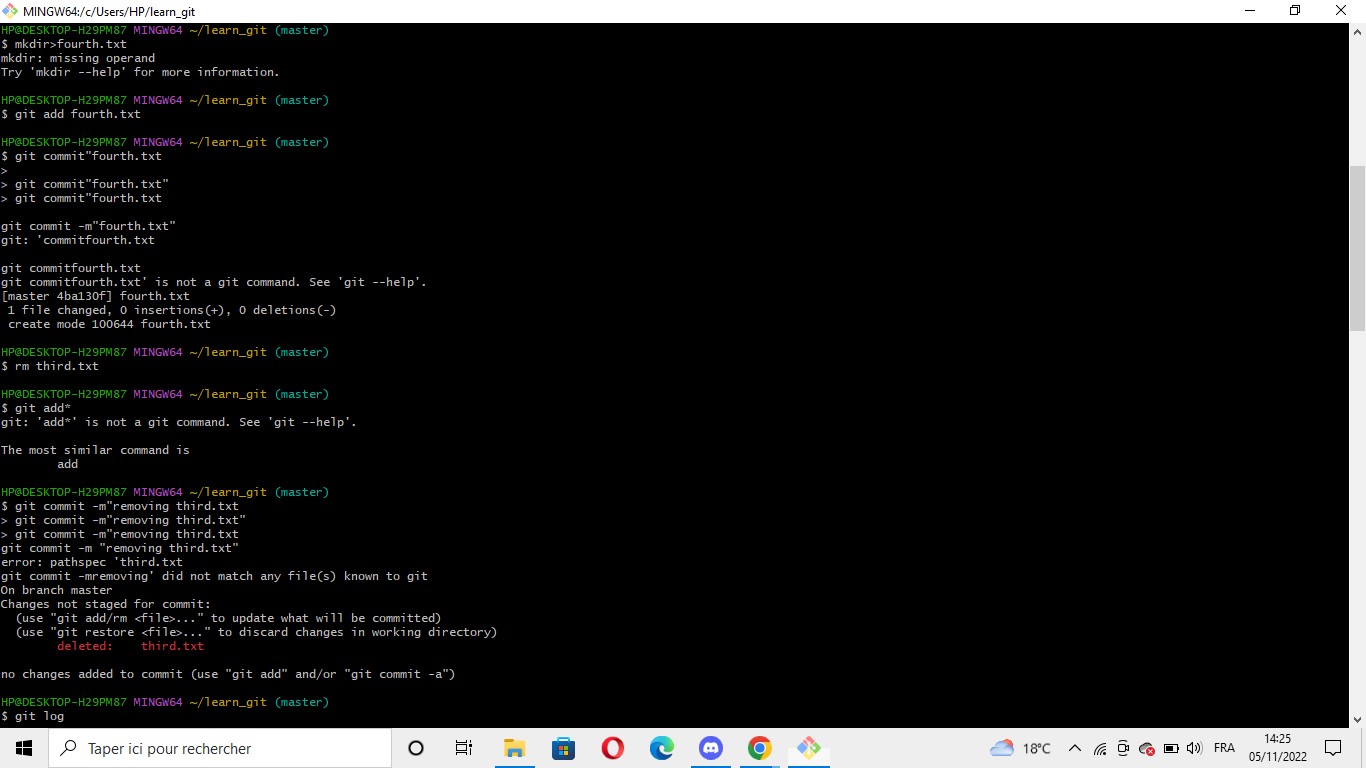 MINGW64:/c/Users/HP/learn_git
HP@DESKTOP-H29PM87 MINGW64 ~/learn_git (master)
$ mkdir>fourth.txt
mkdir: missing operand
Try 'mkdir --help' for more information.
HP@DESKTOP-H29PM87 MINGW64 ~/learn_git (master)
$ git add fourth.txt
HP@DESKTOP-H29PM87 MINGW64 ~/learn_git (master)
$ git commit"fourth.txt
>
> git commit"fourth.txt"
> git commit"fourth.txt
git commit -m"fourth.txt"
git: 'commitfourth.txt
git commitfourth.txt
git commitfourth.txt' is not a git command. See 'git --help'.
[master 4ba130f] fourth.txt
1 file changed, 0 insertions(+), 0 deletions(-)
create mode 100644 fourth.txt
HP@DESKTOP-H29PM87 MINGW64 ~/learn_git (master)
$ rm third.txt
HP@DESKTOP-H29PM87 MINGW64 ~/learn_git (master)
$ git add*
git: 'add*' is not a git command. See 'git --help'.
The most similar command is
add
HP@DESKTOP-H29PM87 MINGW64 ~/learn_git (master)
$ git commit -m"removing third.txt
> git commit -m"removing third.txt"
> git commit -m"removing third.txt
git commit -m "removing third.txt"
error: pathspec 'third.txt
git commit -mremoving' did not match any file(s) known to git
On branch master
Changes not staged for commit:
(use "git add/rm <file>..." to update what will be committed)
(use "git restore <file>..." to discard changes in working directory)
deleted: third.txt
no changes added to commit (use "git add" and/or "git commit -a")
HP@DESKTOP-H29PM87 MINGW64 ~/learn_git (master)
$ git log
Taper ici pour rechercher
18°C
FRA
14:25
05/11/2022